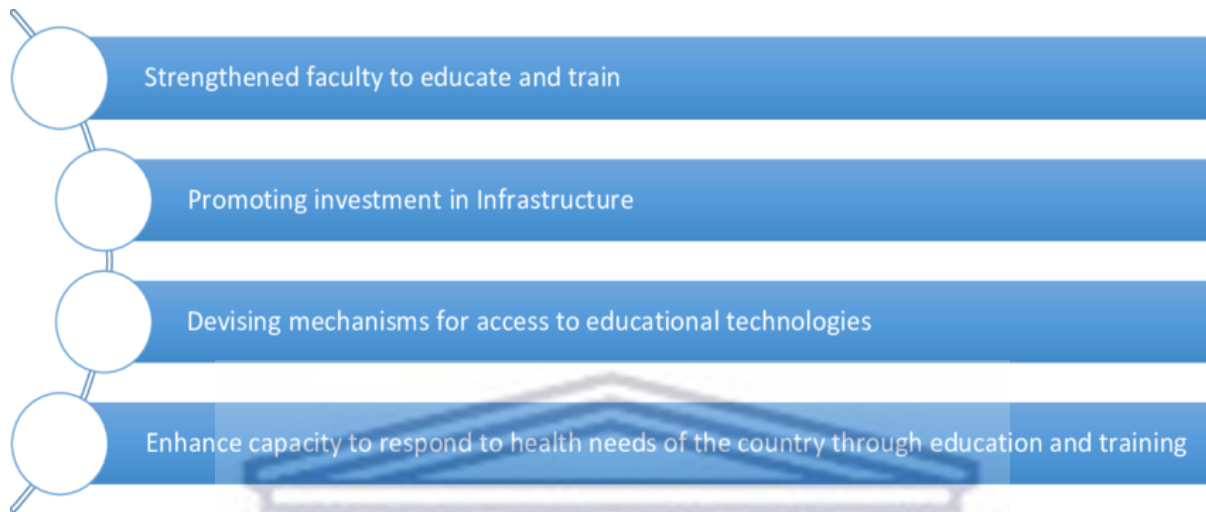 Strengthened faculty to educate and train
Promoting investment in Infrastructure
Devising mechanisms for access to educational technologies
Enhance capacity to respond to health needs of the country through education and training